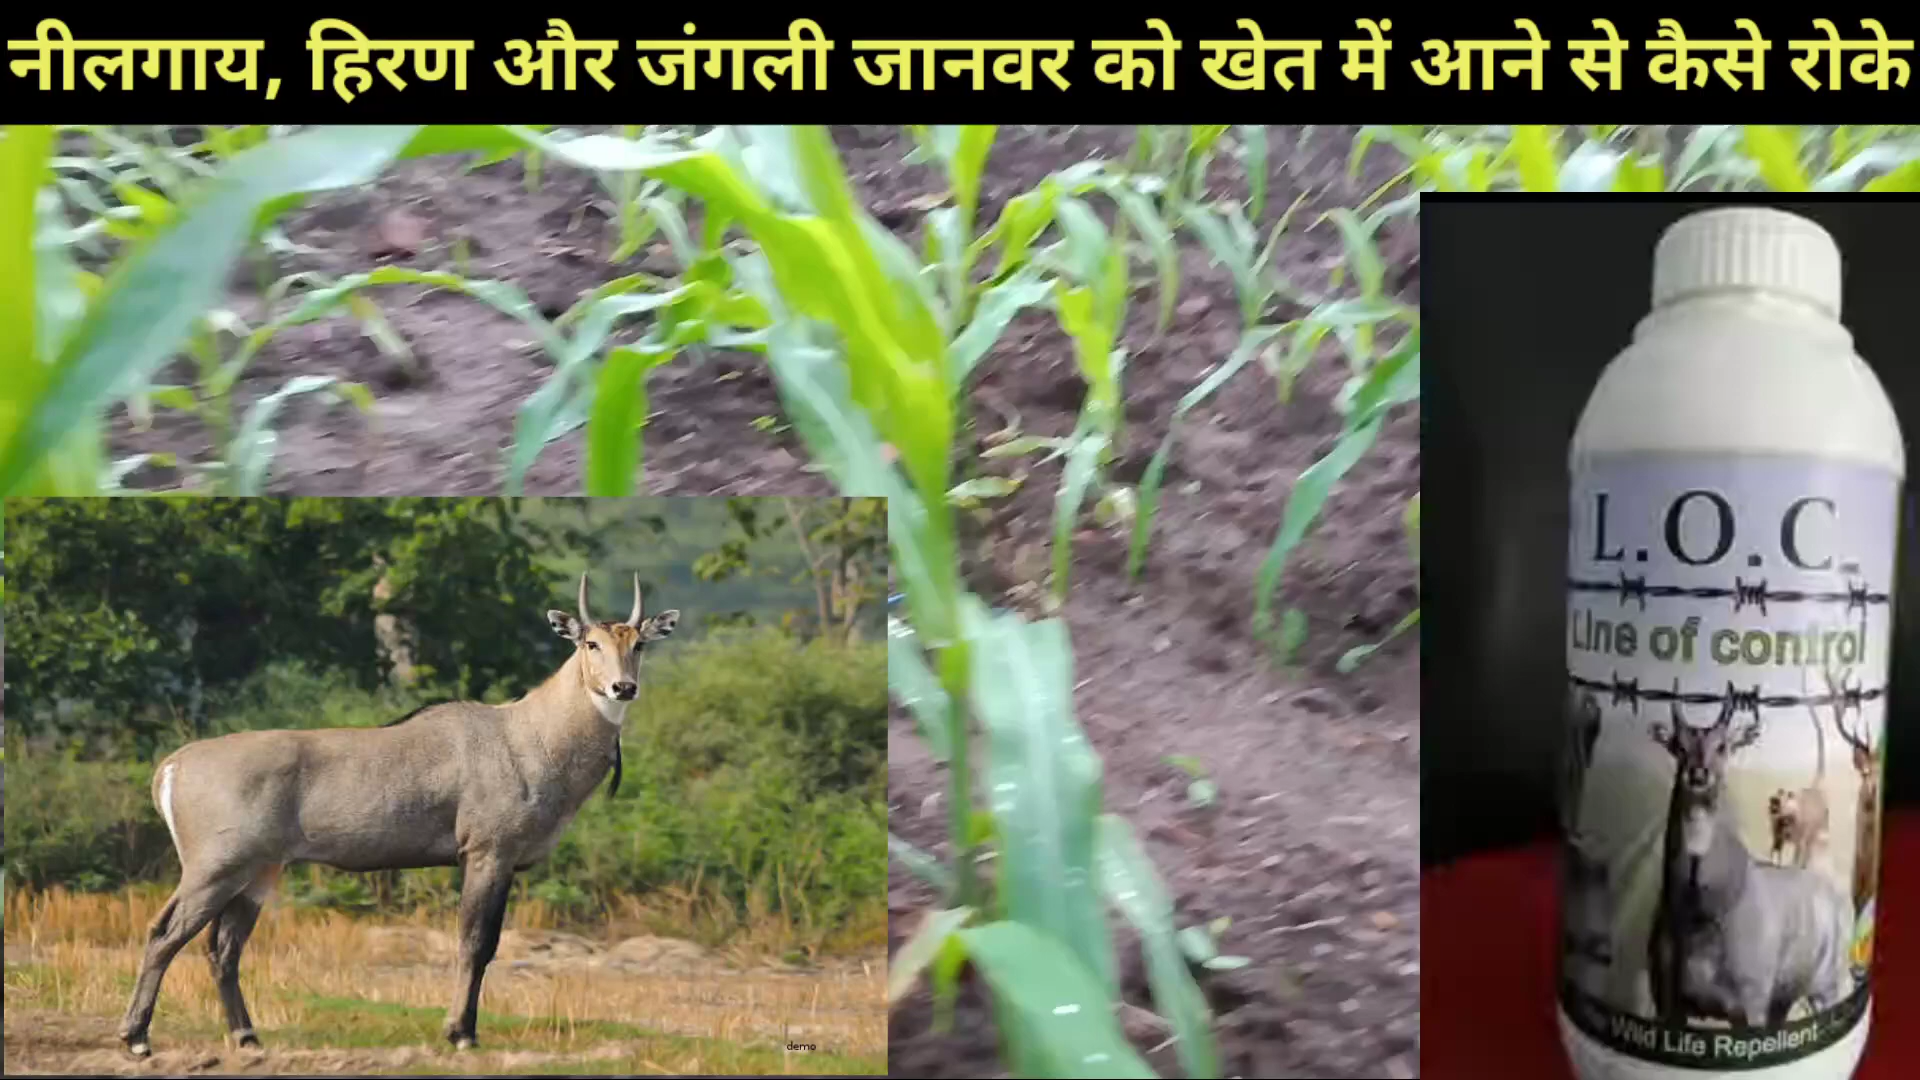 नीलगाय, हिरण और जंगली जानवर को खेत में आने से कैसे रोके
L.O.C.
Line of control
Wild Life Repellent
demo